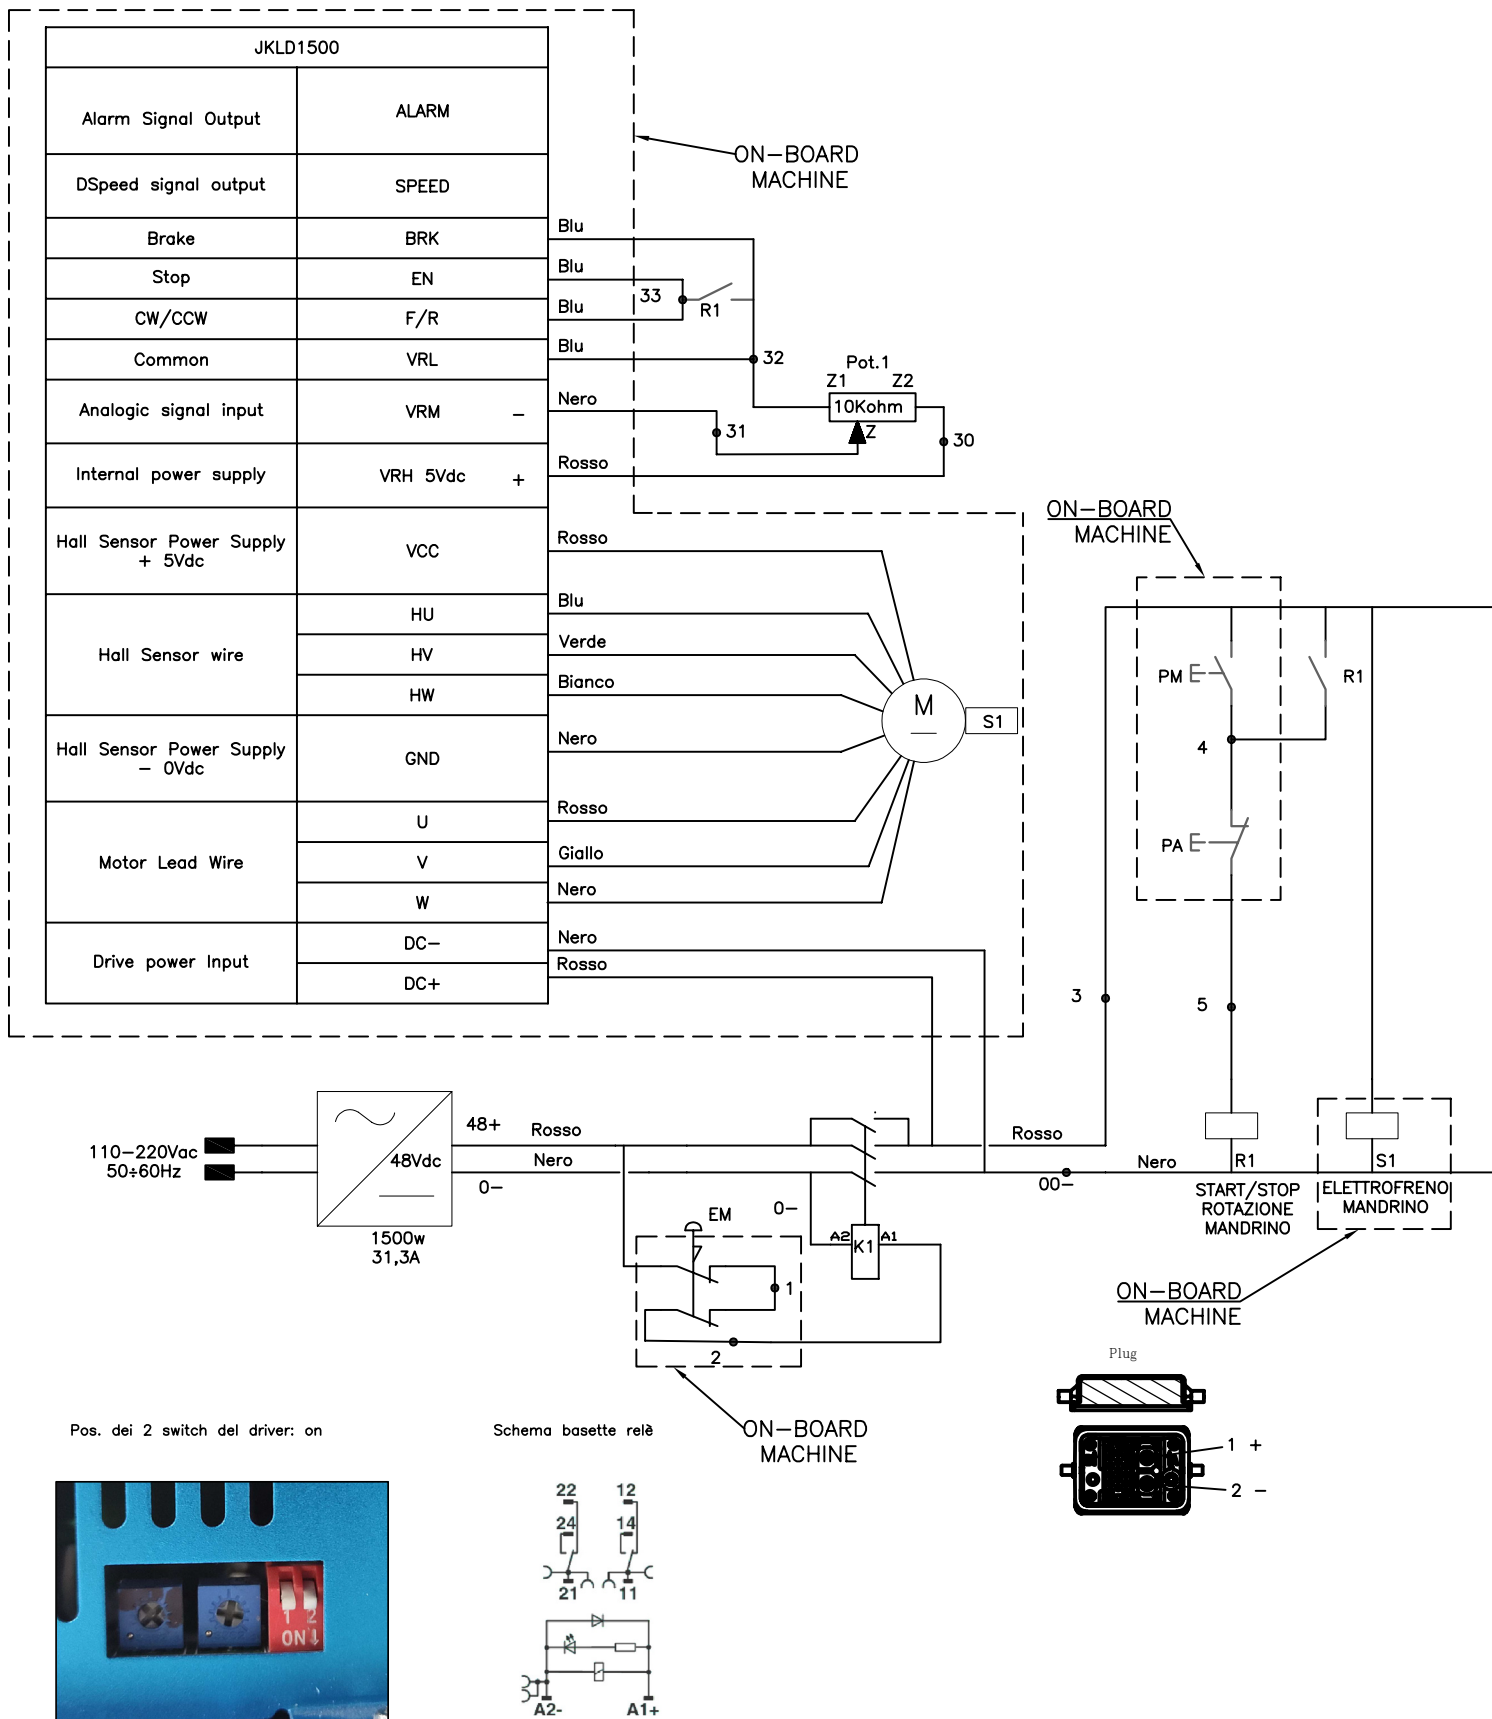 JKLD1500
Alarm Signal Output ALARM
DSpeed signal output SPEED
Brake BRK Blu
Stop EN Blu
CW/CCW F/R Blu
Common VRL Blu
Analogic signal input VRM - Nero
Internal power supply VRH 5Vdc + Rosso
Hall Sensor Power Supply
+ 5Vdc
VCC Rosso
Hall Sensor wire
HU Blu
HV Verde
HW Bianco
Hall Sensor Power Supply
- 0Vdc
GND Nero
Motor Lead Wire
U Rosso
V Giallo
W Nero
Drive power Input
DC- Nero
DC+ Rosso
ON-BOARD
MACHINE
33
R1
32
Pot.1
Z1 Z2
10Kohm
Z
31
30
M
S1
ON-BOARD
MACHINE
PM
R1
4
PA
3
5
110-220Vac
50÷60Hz
48Vdc
1500w
31,3A
48+
Rosso
Nero
0-
EM
1
2
0-
A2 K1 A1
Rosso
00-
Nero
R1
START/STOP
ROTAZIONE
MANDRINO
S1
ELETTROFRENO
MANDRINO
ON-BOARD
MACHINE
ON-BOARD
MACHINE
Plug
1 +
2 -
Pos. dei 2 switch del driver: on
1 2
ON↓
Schema basette relè
22 12
24 14
21 11
A2- A1+